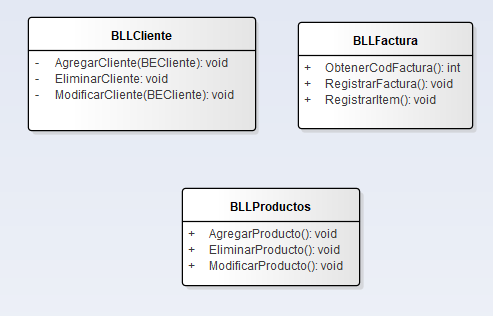 BLLCliente
- AgregarCliente(BECliente): void
- EliminarCliente: void
- ModificarCliente(BECliente): void
BLLFactura
+ ObtenerCodFactura(): int
+ RegistrarFactura(): void
+ RegistrarItem(): void
BLLProductos
+ AgregarProducto(): void
+ EliminarProducto(): void
+ ModificarProducto(): void